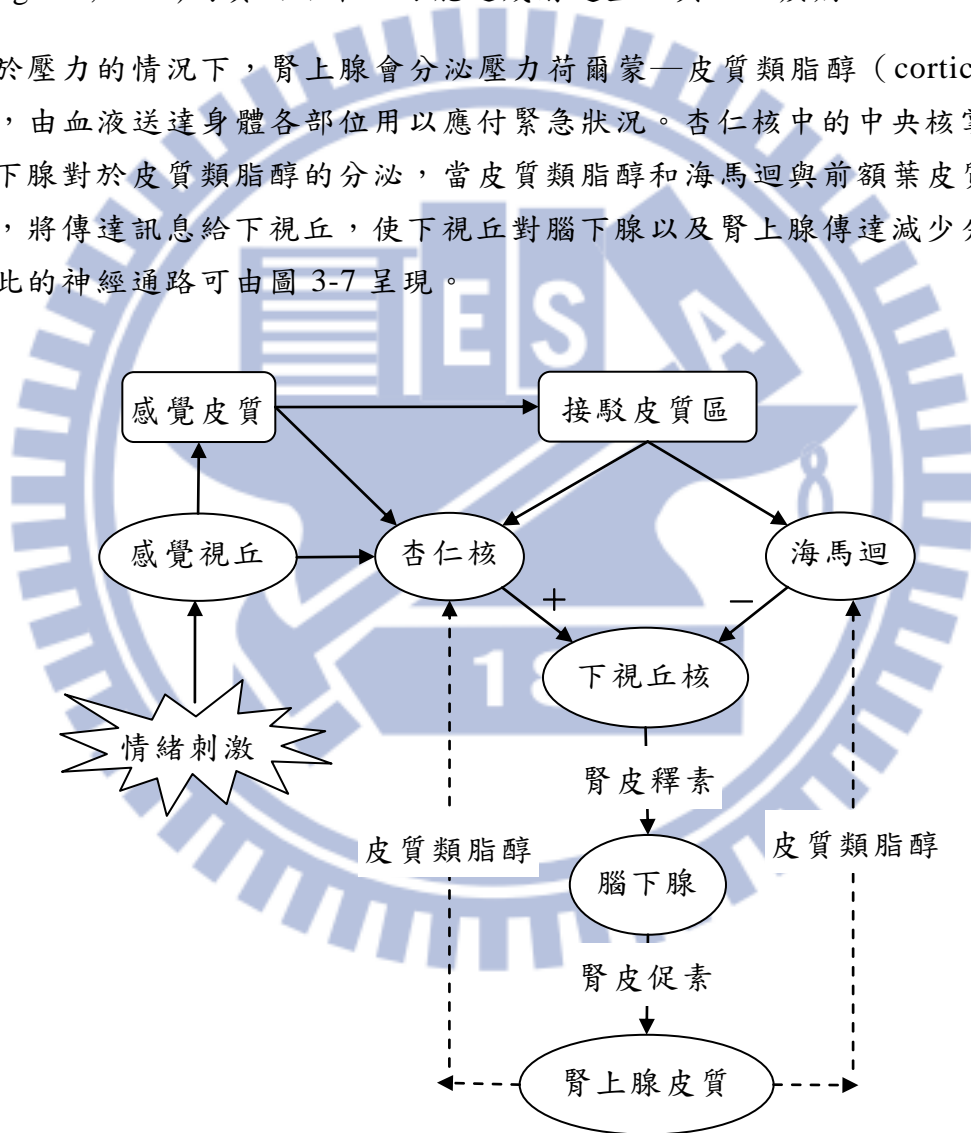 於壓力的情況下，腎上腺會分泌壓力荷爾蒙—皮質類脂醇（cortic
，由血液送達身體各部位用以應付緊急狀況。杏仁核中的中央核
下腺對於皮質類脂醇的分泌，當皮質類脂醇和海馬迴與前額葉皮質
，將傳達訊息給下視丘，使下視丘對腦下腺以及腎上腺傳達減少
此的神經通路可由圖 3-7 呈現。
ESA
感覺皮質
接駁皮質區
感覺視丘
杏仁核
海馬迴
+
−
下視丘核
18
情緒刺激
腎皮釋素
皮質類脂醇
皮質類脂醇
腦下腺
腎皮促素
腎上腺皮質